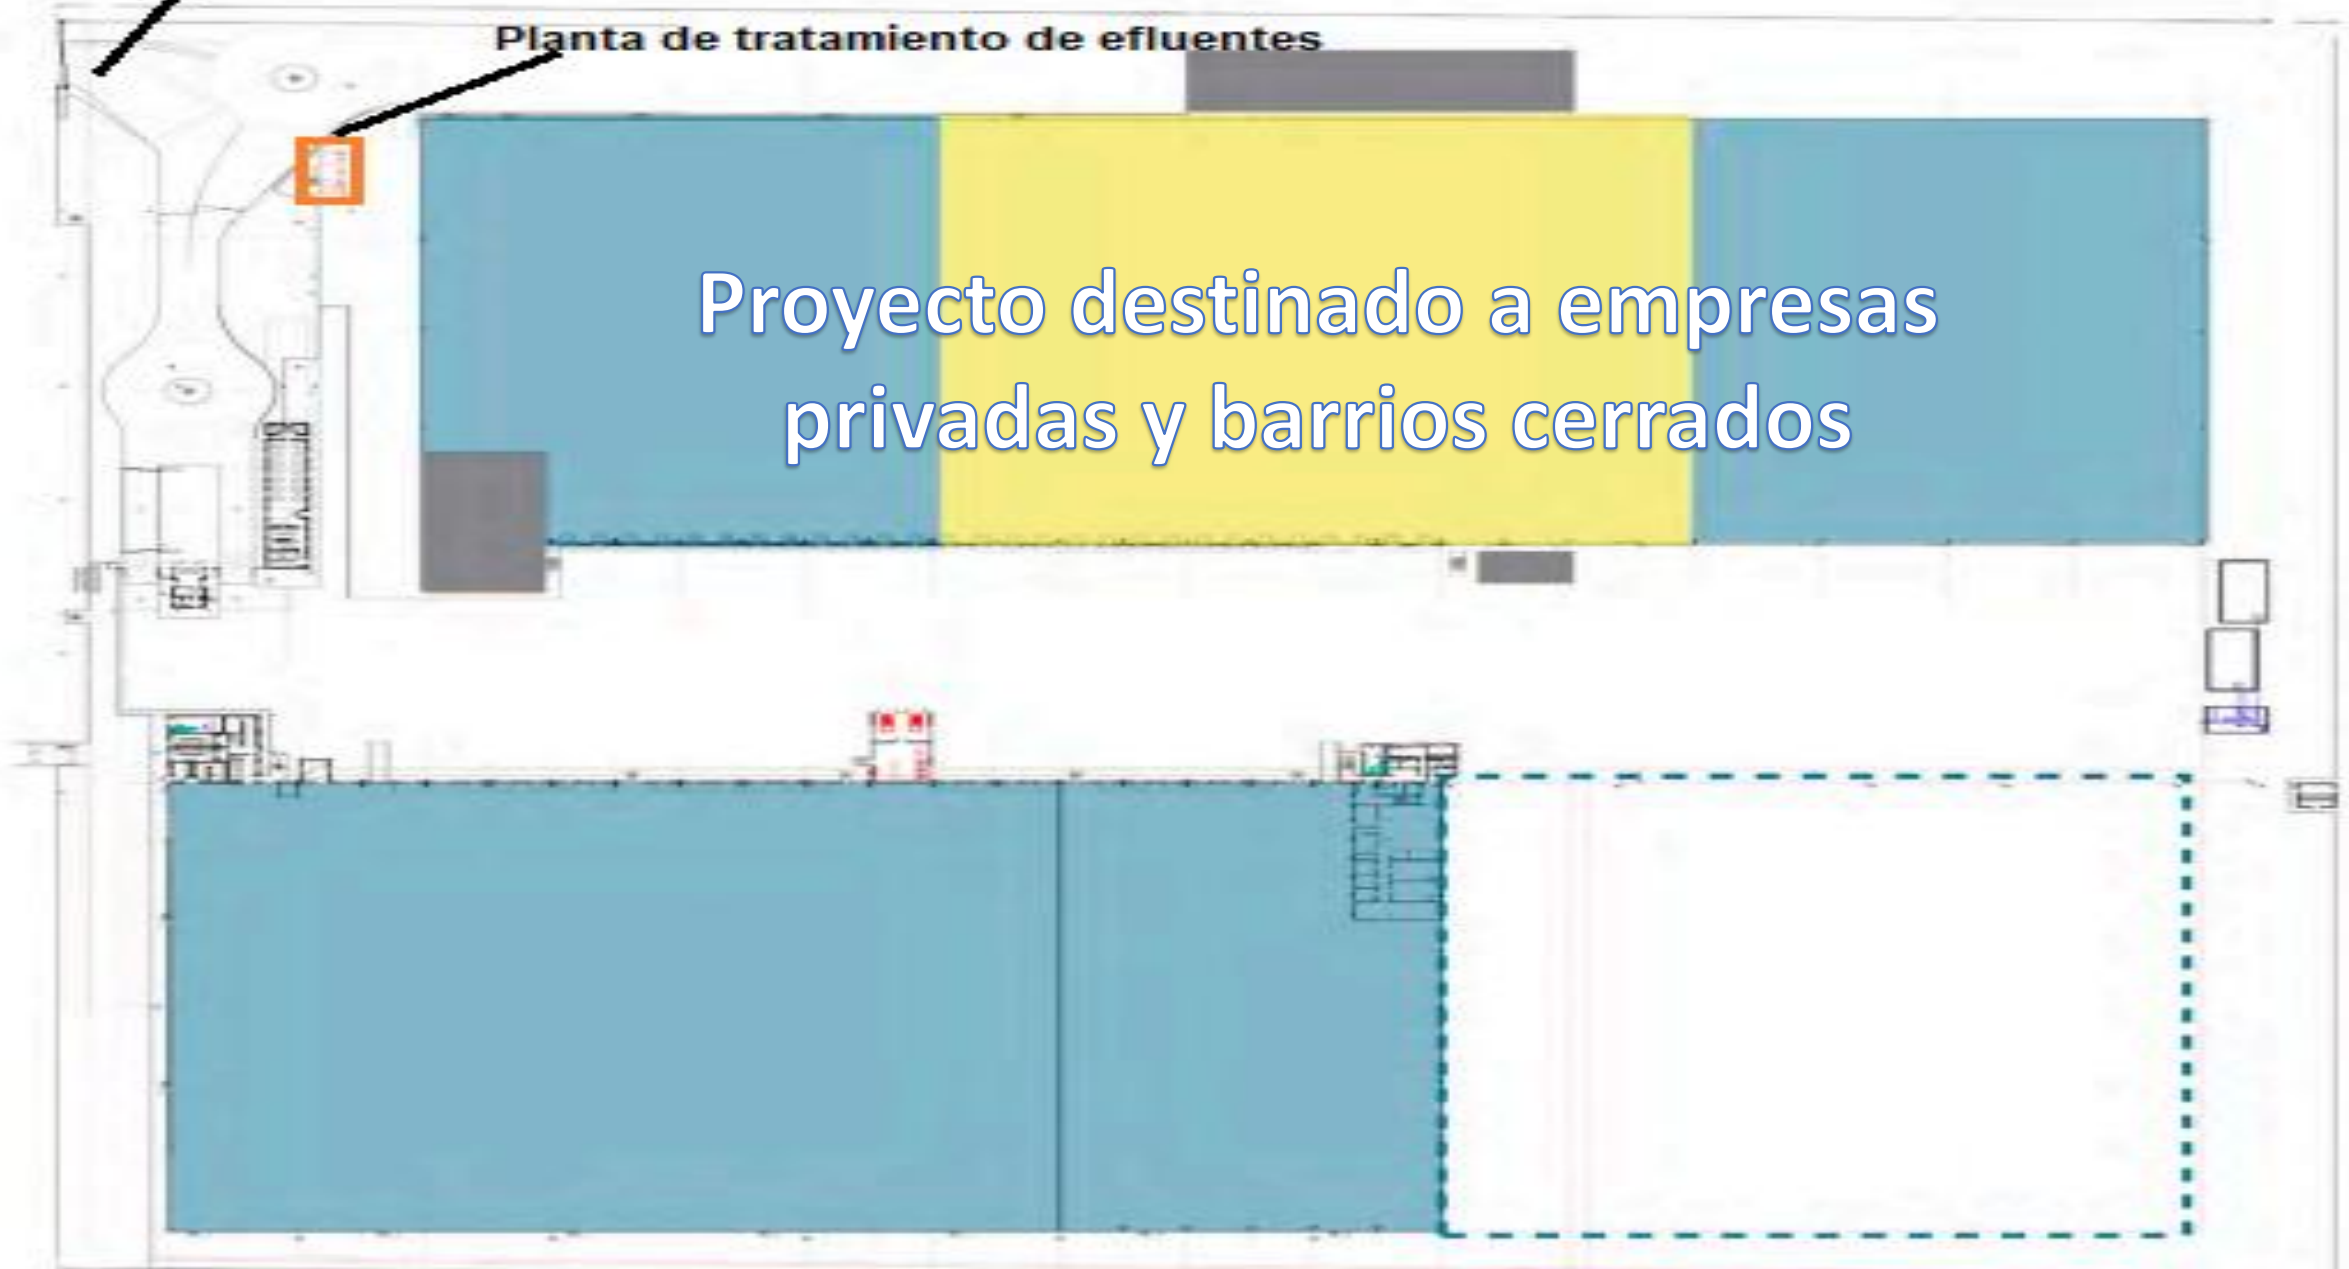 Planta de tratamiento de efluentes
Proyecto destinado a empresas
privadas y barrios cerrados